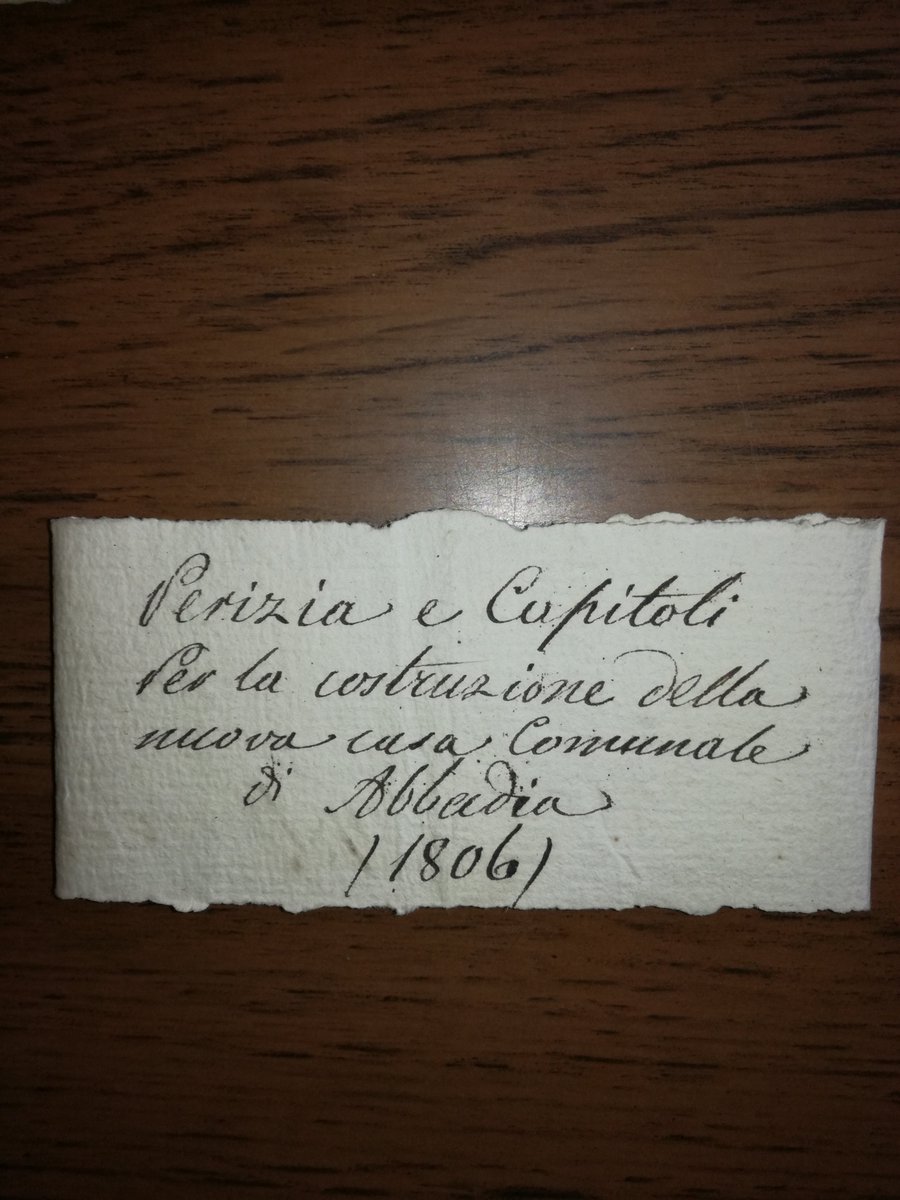 Perizia e Capitoli
Per la costruzione della
nuova casa Comunale
di Abbadia
(1806)